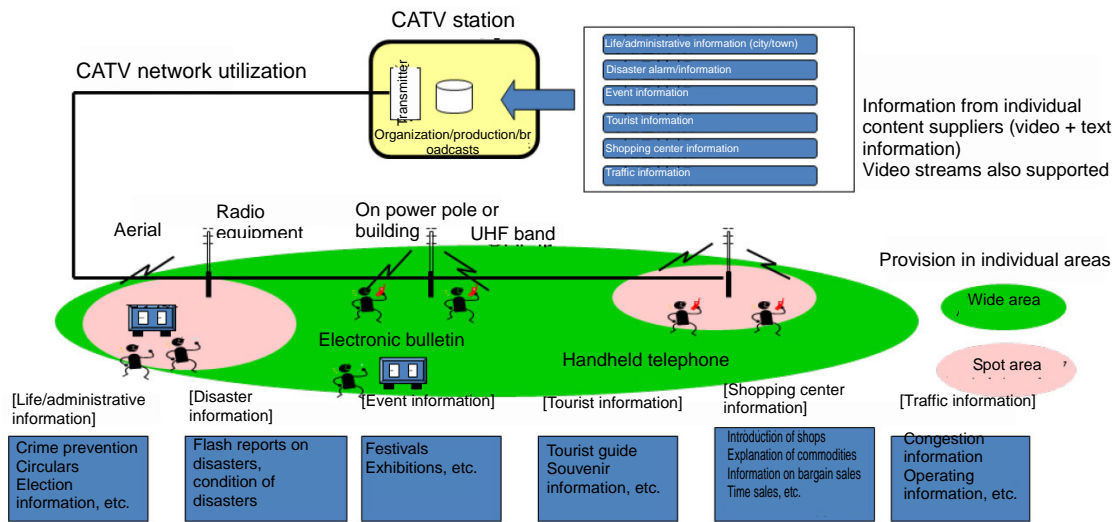 CATV station
CATV network utilization
Transmitter
Organization/production/br
oadcasts
Life/administrative information (city/town)
Disaster alarm/information
Event information
Tourist information
Shopping center information
Traffic information
Information from individual
content suppliers (video + text
information)
Video streams also supported
Aerial
Radio
equipment
On power pole or
building
UHF band
Provision in individual areas
Wide area
Spot area
Electronic bulletin
Handheld telephone
[Life/administrative
information]
[Disaster
information]
[Event information]
[Tourist information]
[Shopping center
information]
[Traffic information]
Crime prevention
Circulars
Election
information, etc.
Flash reports on
disasters,
condition of
disasters
Festivals
Exhibitions, etc.
Tourist guide
Souvenir
information, etc.
Introduction of shops
Explanation of commodities
Information on bargain sales
Time sales, etc.
Congestion
information
Operating
information, etc.